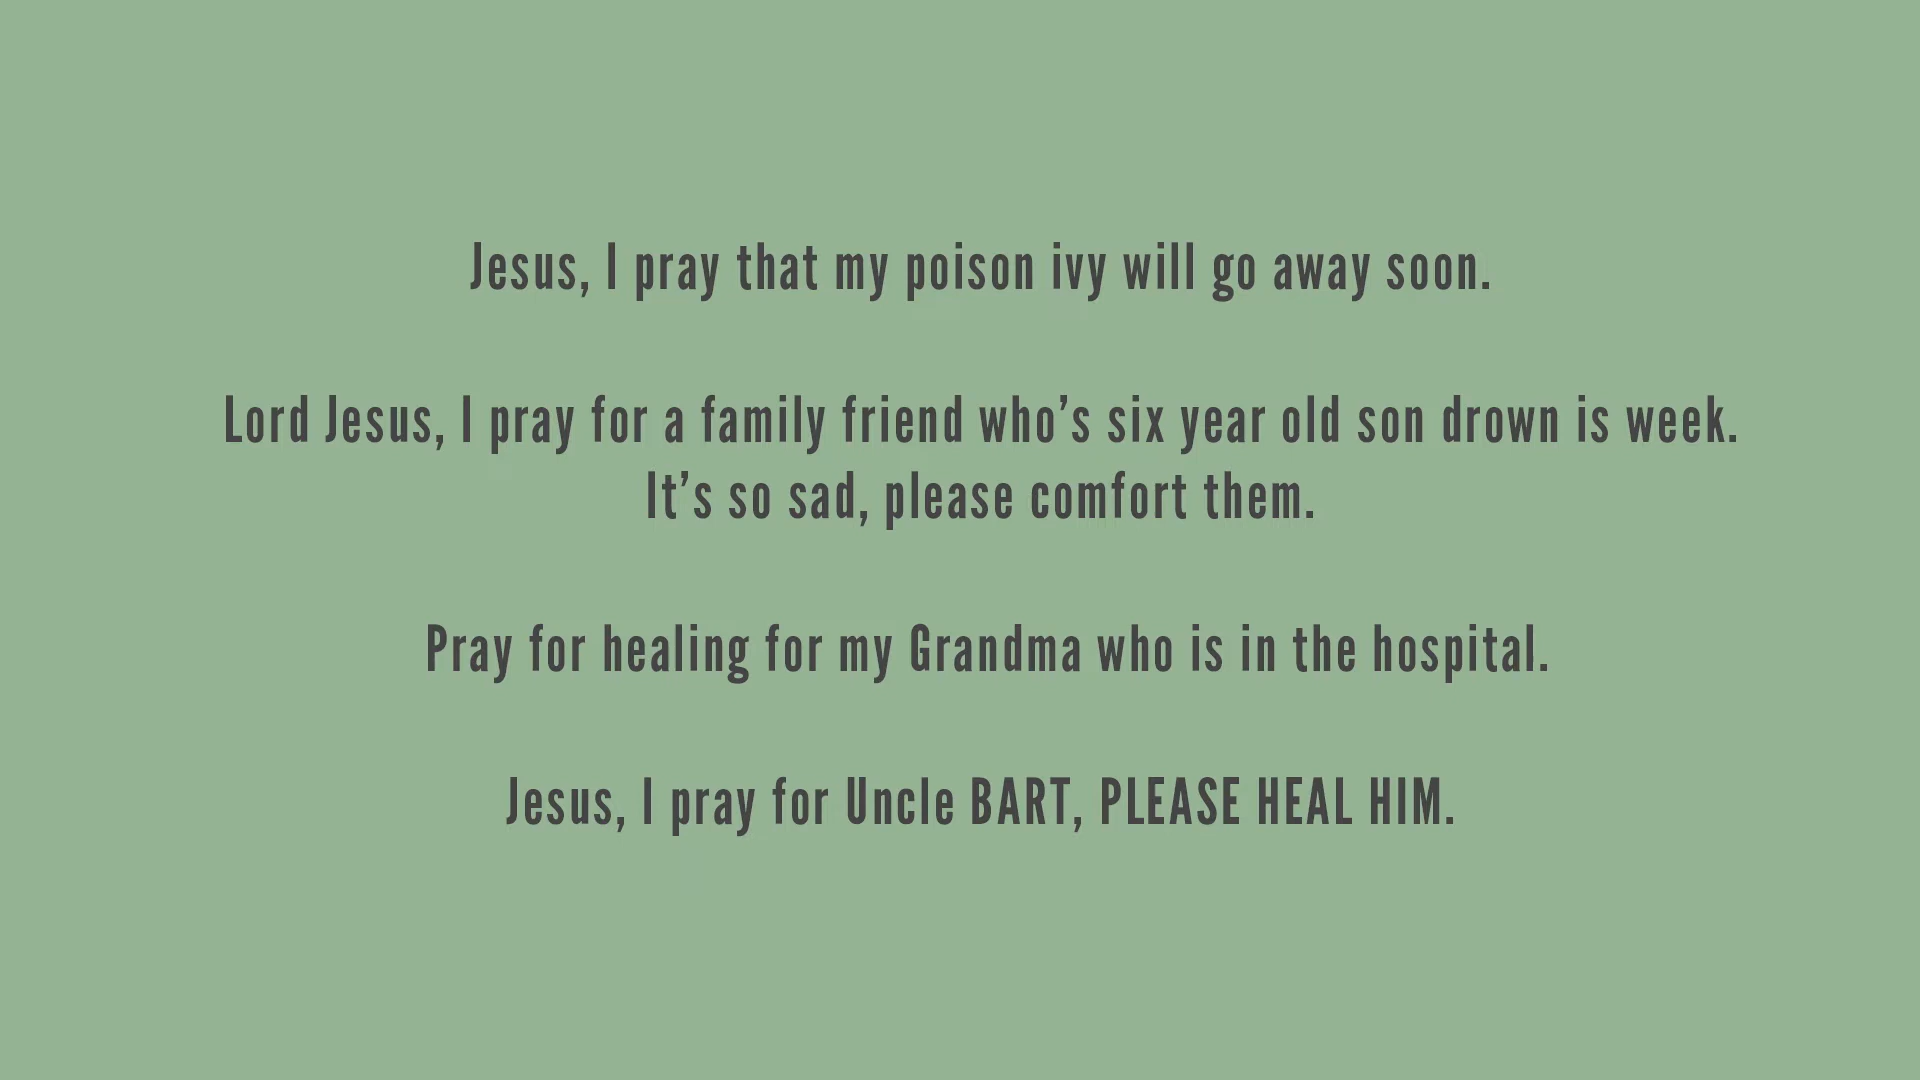 Jesus, I pray that my poison ivy will go away soon.
Lord Jesus, I pray for a family friend who’s six year old son drown is week.
It’s so sad, please comfort them.
Pray for healing for my Grandma who is in the hospital.
Jesus, I pray for Uncle BART, PLEASE HEAL HIM.